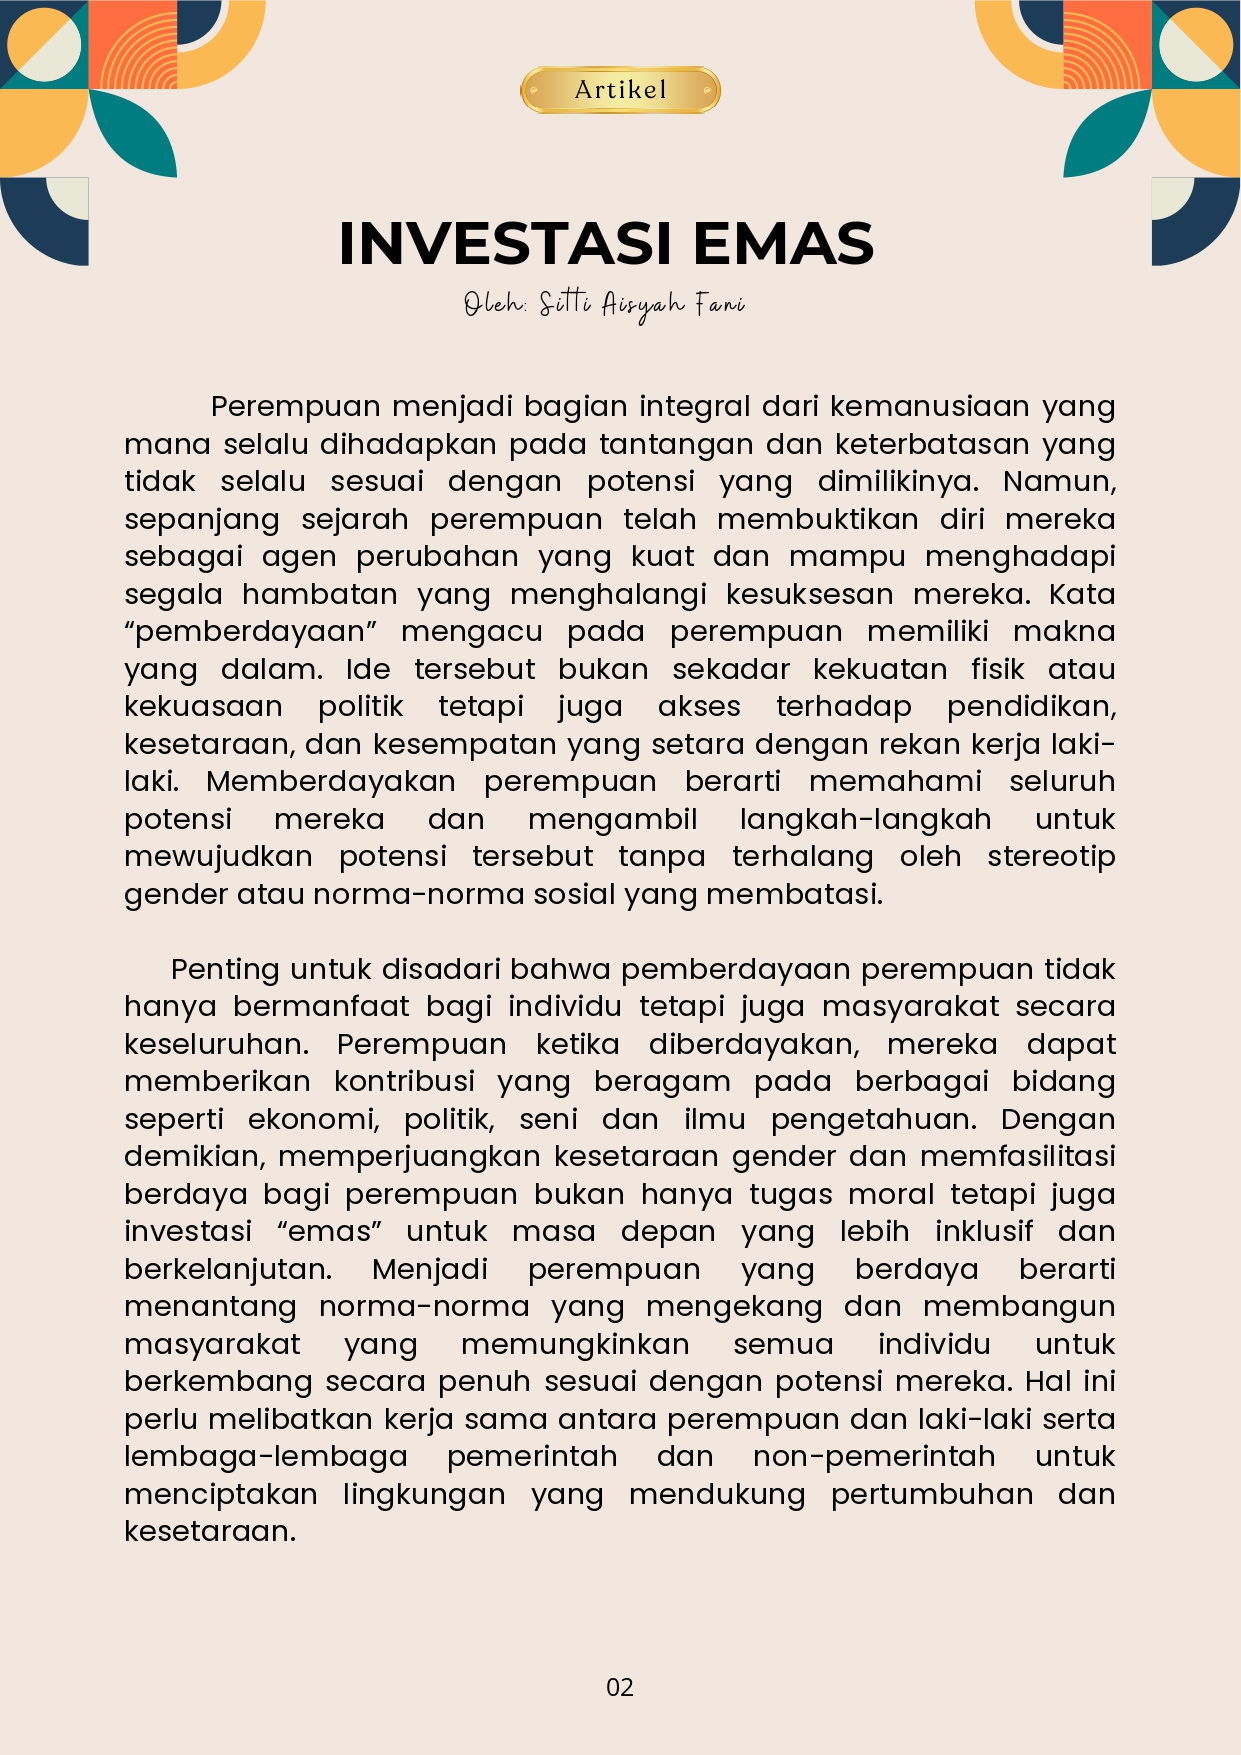 Artikel
INVESTASI EMAS
Oleh: Sitti Aisyah Fani
Perempuan menjadi bagian integral dari kemanusiaan yang
mana selalu dihadapkan pada tantangan dan keterbatasan yang
tidak selalu sesuai dengan potensi yang dimilikinya. Namun,
sepanjang sejarah perempuan telah membuktikan diri mereka
sebagai agen perubahan yang kuat dan mampu menghadapi
segala hambatan yang menghalangi kesuksesan mereka. Kata
“pemberdayaan” mengacu pada perempuan memiliki makna
yang dalam. Ide tersebut bukan sekadar kekuatan fisik atau
kekuasaan politik tetapi juga akses terhadap pendidikan,
kesetaraan, dan kesempatan yang setara dengan rekan kerja laki-
laki. Memberdayakan perempuan berarti memahami seluruh
potensi mereka dan mengambil langkah-langkah untuk
mewujudkan potensi tersebut tanpa terhalang oleh stereotip
gender atau norma-norma sosial yang membatasi.
Penting untuk disadari bahwa pemberdayaan perempuan tidak
hanya bermanfaat bagi individu tetapi juga masyarakat secara
keseluruhan. Perempuan ketika diberdayakan, mereka dapat
memberikan kontribusi yang beragam pada berbagai bidang
seperti ekonomi, politik, seni dan ilmu pengetahuan. Dengan
demikian, memperjuangkan kesetaraan gender dan memfasilitasi
berdaya bagi perempuan bukan hanya tugas moral tetapi juga
investasi “emas” untuk masa depan yang lebih inklusif dan
berkelanjutan. Menjadi perempuan yang berdaya berarti
menantang norma-norma yang mengekang dan membangun
masyarakat yang memungkinkan semua individu untuk
berkembang secara penuh sesuai dengan potensi mereka. Hal ini
perlu melibatkan kerja sama antara perempuan dan laki-laki serta
lembaga-lembaga pemerintah dan non-pemerintah untuk
menciptakan lingkungan yang mendukung pertumbuhan dan
kesetaraan.
02